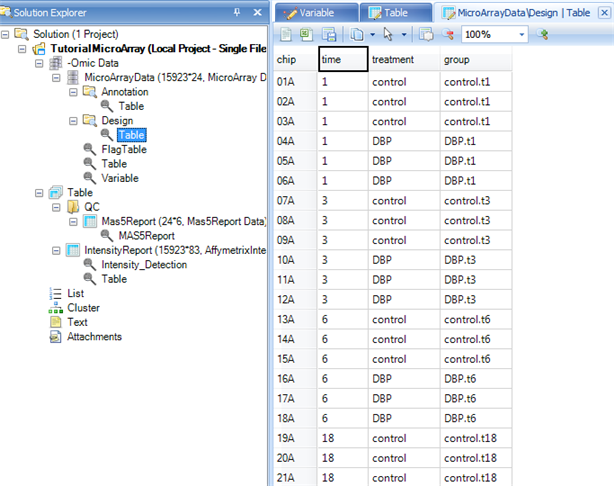 Solution Explorer
Solution (1 Project)
TutorialMicroArray (Local Project - Single File
-Omic Data
MicroArrayData (15923*24, MicroArray D
Annotation
Table
Design
Table
FlagTable
Table
Variable
Table
QC
Mas5Report (24*6, Mas5Report Data)
MAS5Report
IntensityReport (15923*83, AffymetrixInte
Intensity_Detection
Table
List
Cluster
Text
Attachments
Variable Table MicroArrayData\Design | Table
100%
chip time treatment group
01A 1 control control.t1
02A 1 control control.t1
03A 1 control control.t1
04A 1 DBP DBP.t1
05A 1 DBP DBP.t1
06A 1 DBP DBP.t1
07A 3 control control.t3
08A 3 control control.t3
09A 3 control control.t3
10A 3 DBP DBP.t3
11A 3 DBP DBP.t3
12A 3 DBP DBP.t3
13A 6 control control.t6
14A 6 control control.t6
15A 6 control control.t6
16A 6 DBP DBP.t6
17A 6 DBP DBP.t6
18A 6 DBP DBP.t6
19A 18 control control.t18
20A 18 control control.t18
21A 18 control control.t18